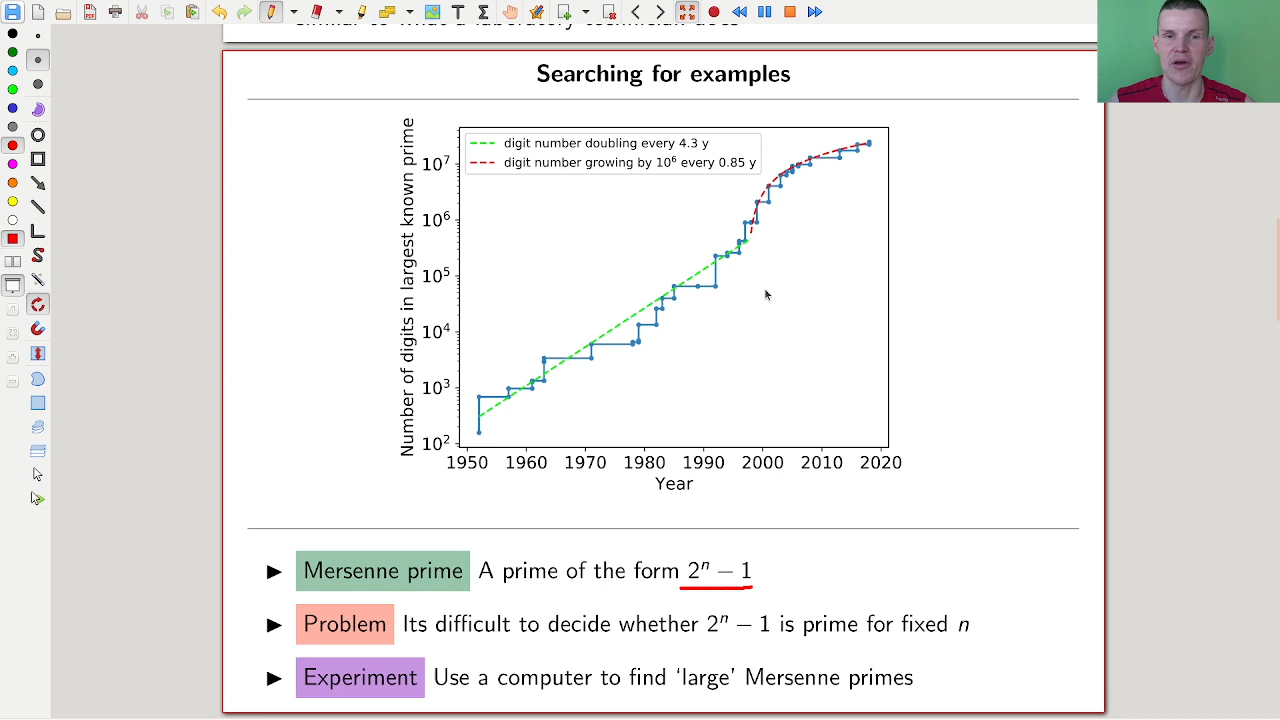 Searching for examples
Number of digits in largest known prime
digit number doubling every 4.3 y
digit number growing by 10⁶ every 0.85 y
10⁷
10⁶
10⁵
10⁴
10³
10²
1950 1960 1970 1980 1990 2000 2010 2020
Year
▶ Mersenne prime A prime of the form 2ⁿ − 1
▶ Problem Its difficult to decide whether 2ⁿ − 1 is prime for fixed n
▶ Experiment Use a computer to find ‘large’ Mersenne primes